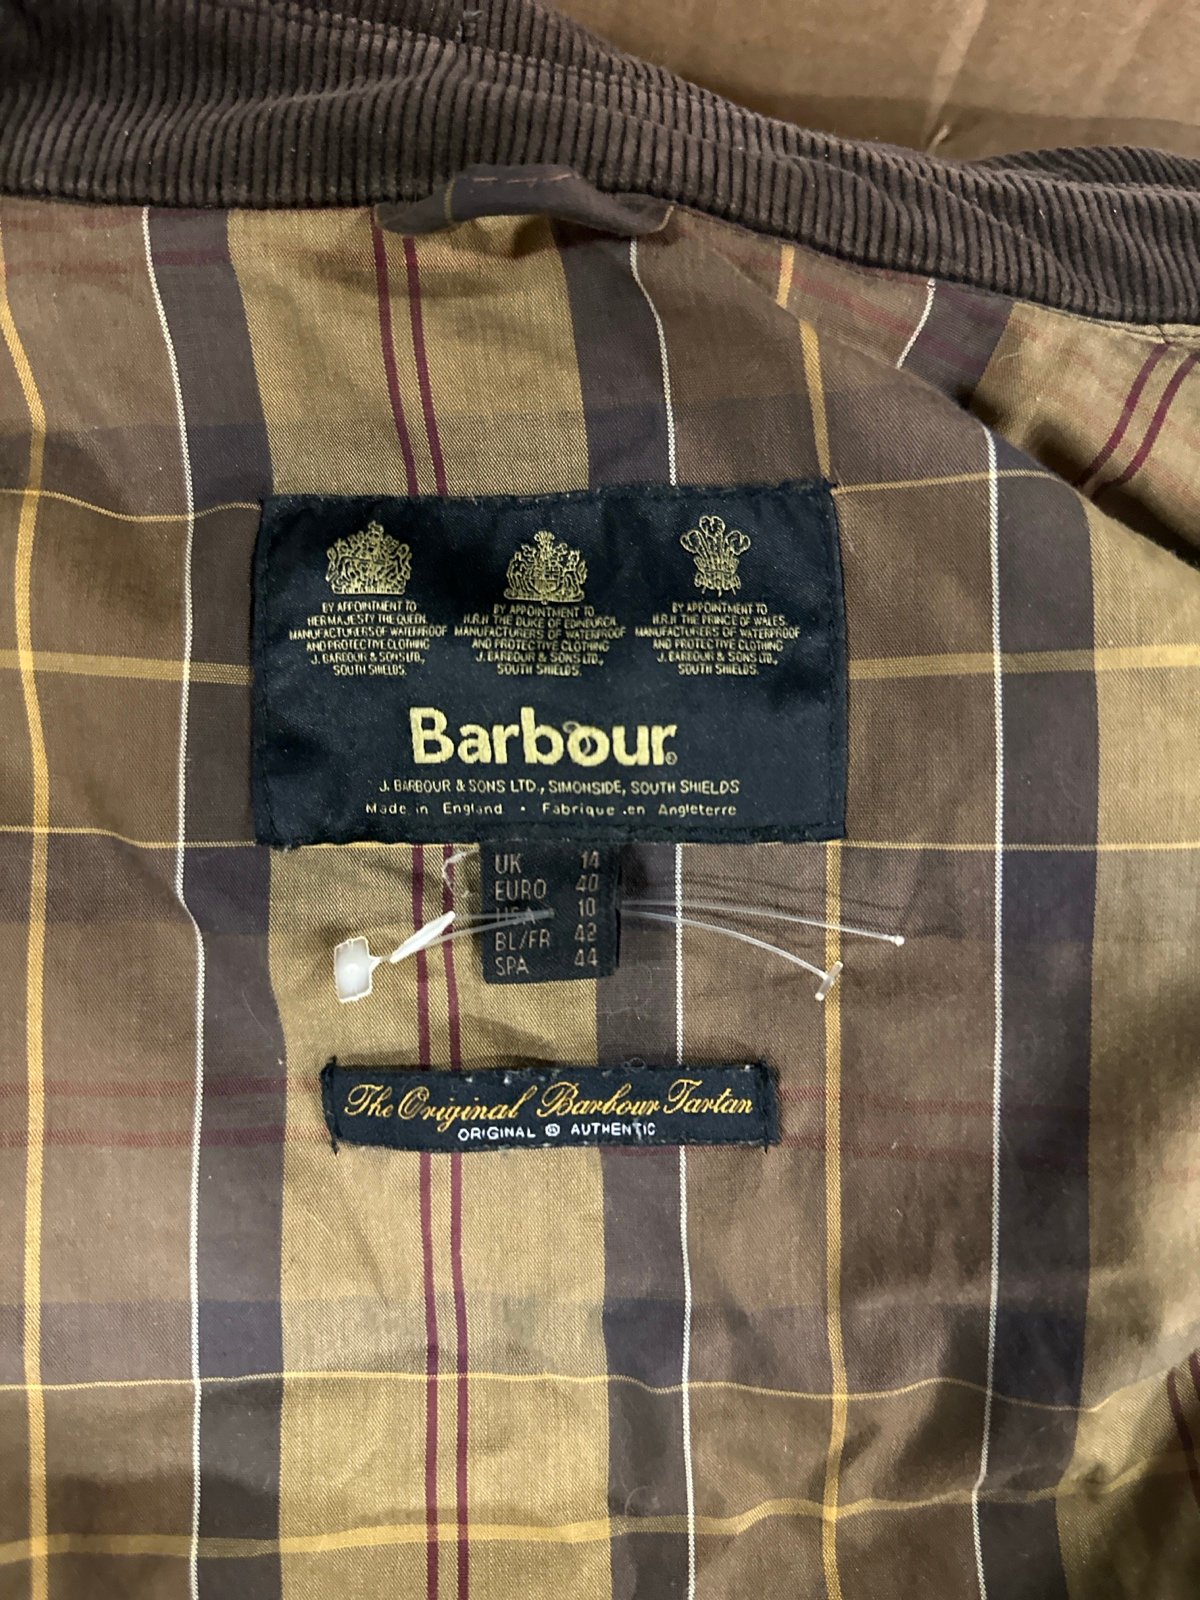 BY APPOINTMENT TO
HER MAJESTY THE QUEEN
MANUFACTURERS OF WATERPROOF
AND PROTECTIVE CLOTHING
J. BARBOUR & SONS LTD.,
SOUTH SHIELDS.
BY APPOINTMENT TO
H.R.H THE DUKE OF EDINBURGH,
MANUFACTURERS OF WATERPROOF
AND PROTECTIVE CLOTHING
J. BARBOUR & SONS LTD.,
SOUTH SHIELDS.
BY APPOINTMENT TO
H.R.H THE PRINCE OF WALES,
MANUFACTURERS OF WATERPROOF
AND PROTECTIVE CLOTHING
J. BARBOUR & SONS LTD.,
SOUTH SHIELDS.
Barbour®
J. BARBOUR & SONS LTD., SIMONSIDE, SOUTH SHIELDS
Made in England • Fabrique en Angleterre
UK 14
EURO 40
USA 10
BL/FR 42
SPA 44
The Original Barbour Tartan
ORIGINAL ® AUTHENTIC